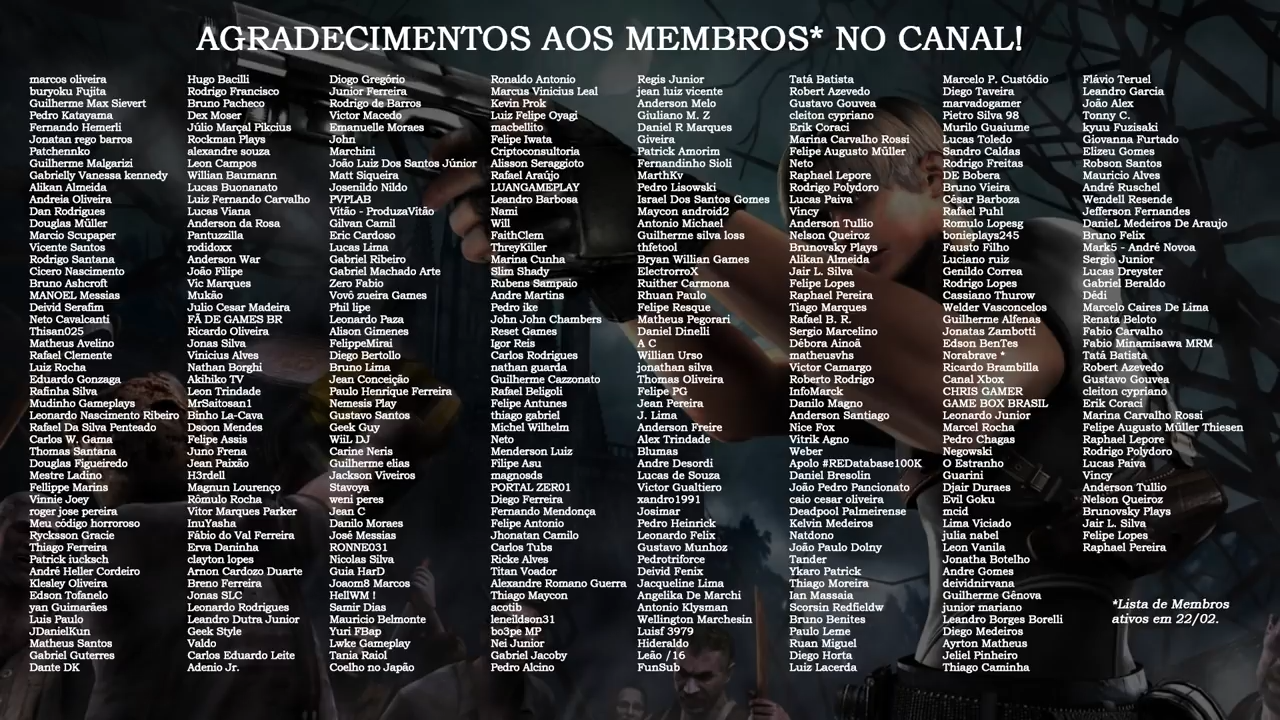 AGRADECIMENTOS AOS MEMBROS* NO CANAL!
marcos oliveira
buryoku Fujita
Guilherme Max Sievert
Pedro Katayama
Fernando Hemerli
Jonatan rego barros
Patchennko
Guilherme Malgarizi
Gabrielly Vanessa kennedy
Alikan Almeida
Andreia Oliveira
Dan Rodrigues
Douglas Müller
Marcio Scupaper
Vicente Santos
Rodrigo Santana
Cicero Nascimento
Bruno Ashcroft
MANOEL Messias
Deivid Serafim
Neto Cavalcanti
Thisan025
Matheus Avelino
Rafael Clemente
Luiz Rocha
Eduardo Gonzaga
Rafinha Silva
Mudinho Gameplays
Leonardo Nascimento Ribeiro
Rafael Da Silva Penteado
Carlos W. Gama
Thomas Santana
Douglas Figueiredo
Mestre Ladino
Fellippe Marins
Vinnie Joey
roger jose pereira
Meu código horroroso
Rycksson Gracie
Thiago Ferreira
Patrick iucksch
André Heller Cordeiro
Klesley Oliveira
Edson Tofanelo
yan Guimarães
Luis Paulo
JDanielKun
Matheus Santos
Gabriel Guterres
Dante DK
Hugo Bacilli
Rodrigo Francisco
Bruno Pacheco
Dex Moser
Júlio Marçal Pikcius
Rockman Plays
alexandre souza
Leon Campos
Willian Baumann
Lucas Buonanato
Luiz Fernando Carvalho
Lucas Viana
Anderson da Rosa
Pantuzzilla
rodidoxx
Anderson War
João Filipe
Vic Marques
Mukão
Julio Cesar Madeira
FÃ DE GAMES BR
Ricardo Oliveira
Jonas Silva
Vinicius Alves
Nathan Borghi
Akihiko TV
Leon Trindade
MrSaitosan1
Binho La-Cava
Dsoon Mendes
Felipe Assis
Juno Frena
Jean Paixão
H3rdell
Magnun Lourenço
Rômulo Rocha
Vitor Marques Parker
InuYasha
Fábio do Val Ferreira
Erva Daninha
clayton lopes
Arnon Cardozo Duarte
Breno Ferreira
Jonas SLC
Leonardo Rodrigues
Leandro Dutra Junior
Geek Style
Valdo
Carlos Eduardo Leite
Adenio Jr.
Diogo Gregório
Junior Ferreira
Rodrigo de Barros
Victor Macedo
Emanuelle Moraes
John
Marchini
João Luiz Dos Santos Júnior
Matt Siqueira
Josenildo Nildo
PVPLAB
Vitão - ProduzaVitão
Gilvan Camil
Eric Cardoso
Lucas Lima
Gabriel Ribeiro
Gabriel Machado Arte
Zero Fabio
Vovô zueira Games
Phil lipe
Leonardo Paza
Alison Gimenes
FelippeMirai
Diego Bertollo
Bruno Lima
Jean Conceição
Paulo Henrique Ferreira
Nemesis Play
Gustavo Santos
Geek Guy
WiiL DJ
Carine Neris
Guilherme elias
Jackson Viveiros
Stavoya
weni peres
Jean C
Danilo Moraes
José Messias
RONNE031
Nicolas Silva
Guia HarD
Joaom8 Marcos
HellWM !
Samir Dias
Mauricio Belmonte
Yuri FBap
Lwke Gameplay
Tania Raiol
Coelho no Japão
Ronaldo Antonio
Marcus Vinicius Leal
Kevin Prok
Luiz Felipe Oyagi
macbellito
Felipe Iwata
Criptoconsultoria
Alisson Seraggioto
Rafael Araújo
LUANGAMEPLAY
Leandro Barbosa
Nami
Will
FaithClem
ThreyKiller
Marina Cunha
Slim Shady
Rubens Sampaio
Andre Martins
Pedro ike
John John Chambers
Reset Games
Igor Reis
Carlos Rodrigues
nathan guarda
Guilherme Cazzonato
Rafael Beligoli
Felipe Antunes
thiago gabriel
Michel Wilhelm
Neto
Menderson Luiz
Filipe Asu
magnosds
PORTAL ZER01
Diego Ferreira
Fernando Mendonça
Felipe Antonio
Jhonatan Camilo
Carlos Tubs
Ricke Alves
Titan Voador
Alexandre Romano Guerra
Thiago Maycon
acotib
leneildson31
bo3pe MP
Nei Junior
Gabriel Jacoby
Pedro Alcino
Regis Junior
jean luiz vicente
Anderson Melo
Giuliano M. Z
Daniel R Marques
Giveira
Patrick Amorim
Fernandinho Sioli
MarthKv
Pedro Lisowski
Israel Dos Santos Gomes
Maycon android2
Antonio Michael
Guilherme silva loss
thfetool
Bryan Willian Games
ElectrorroX
Ruither Carmona
Rhuan Paulo
Felipe Resque
Matheus Pegorari
Daniel Dinelli
A C
Willian Urso
jonathan silva
Thomas Oliveira
Felipe PG
Jean Pereira
J. Lima
Anderson Freire
Alex Trindade
Blumas
Andre Desordi
Lucas de Souza
Victor Gualtiero
xandro1991
Josimar
Pedro Heinrick
Leonardo Felix
Gustavo Munhoz
Pedrotriforce
Deivid Fenix
Jacqueline Lima
Angelika De Marchi
Antonio Klysman
Wellington Marchesin
Luisf 3979
Hideraldo
Leão /16
FunSub
Tatá Batista
Robert Azevedo
Gustavo Gouvea
cleiton cypriano
Erik Coraci
Marina Carvalho Rossi
Felipe Augusto Müller
Neto
Raphael Lepore
Rodrigo Polydoro
Lucas Paiva
Vincy
Anderson Tullio
Nelson Queiroz
Brunovsky Plays
Alikan Almeida
Jair L. Silva
Felipe Lopes
Raphael Pereira
Tiago Marques
Rafael B. R.
Sergio Marcelino
Débora Ainoã
matheusvhs
Victor Camargo
Roberto Rodrigo
InfoMarck
Danilo Magno
Anderson Santiago
Nice Fox
Vitrik Agno
Weber
Apolo #REDatabase100K
Daniel Bresolin
João Pedro Pancionato
caio cesar oliveira
Deadpool Palmeirense
Kelvin Medeiros
Natdono
João Paulo Dolny
Tander
Ykaro Patrick
Thiago Moreira
Ian Massaia
Scorsin Redfieldw
Bruno Benites
Paulo Leme
Ruan Miguel
Diego Horta
Luiz Lacerda
Marcelo P. Custódio
Diego Taveira
marvadogamer
Pietro Silva 98
Murilo Guaiume
Lucas Toledo
Sandro Caldas
Rodrigo Freitas
DE Bobera
Bruno Vieira
César Barboza
Rafael Puhl
Romulo Lopesg
bonieplays245
Fausto Filho
Luciano ruiz
Genildo Correa
Rodrigo Lopes
Cassiano Thurow
Welder Vasconcelos
Guilherme Alfenas
Jonatas Zambotti
Edson BenTes
Norabrave *
Ricardo Brambilla
Canal Xbox
CHRIS GAMER
GAME BOX BRASIL
Leonardo Junior
Marcel Rocha
Pedro Chagas
Negowski
O Estranho
Guarini
Djair Duraes
Evil Goku
mcid
Lima Viciado
julia nabel
Leon Vanila
Jonatha Botelho
Andre Gomes
deividnirvana
Guilherme Gênova
junior mariano
Leandro Borges Borelli
Diego Medeiros
Ayrton Matheus
Jeliel Pinheiro
Thiago Caminha
Flávio Teruel
Leandro Garcia
João Alex
Tonny C.
kyuu Fuzisaki
Giovanna Furtado
Elizeu Gomes
Robson Santos
Mauricio Alves
André Ruschel
Wendell Resende
Jefferson Fernandes
DanieL Medeiros De Araujo
Bruno Felix
Mark5 - André Novoa
Sergio Junior
Lucas Dreyster
Gabriel Beraldo
Dêdi
Marcelo Caires De Lima
Renata Beloto
Fabio Carvalho
Fabio Minamisawa MRM
Tatá Batista
Robert Azevedo
Gustavo Gouvea
cleiton cypriano
Erik Coraci
Marina Carvalho Rossi
Felipe Augusto Müller Thiesen
Raphael Lepore
Rodrigo Polydoro
Lucas Paiva
Vincy
Anderson Tullio
Nelson Queiroz
Brunovsky Plays
Jair L. Silva
Felipe Lopes
Raphael Pereira
*Lista de Membros
ativos em 22/02.